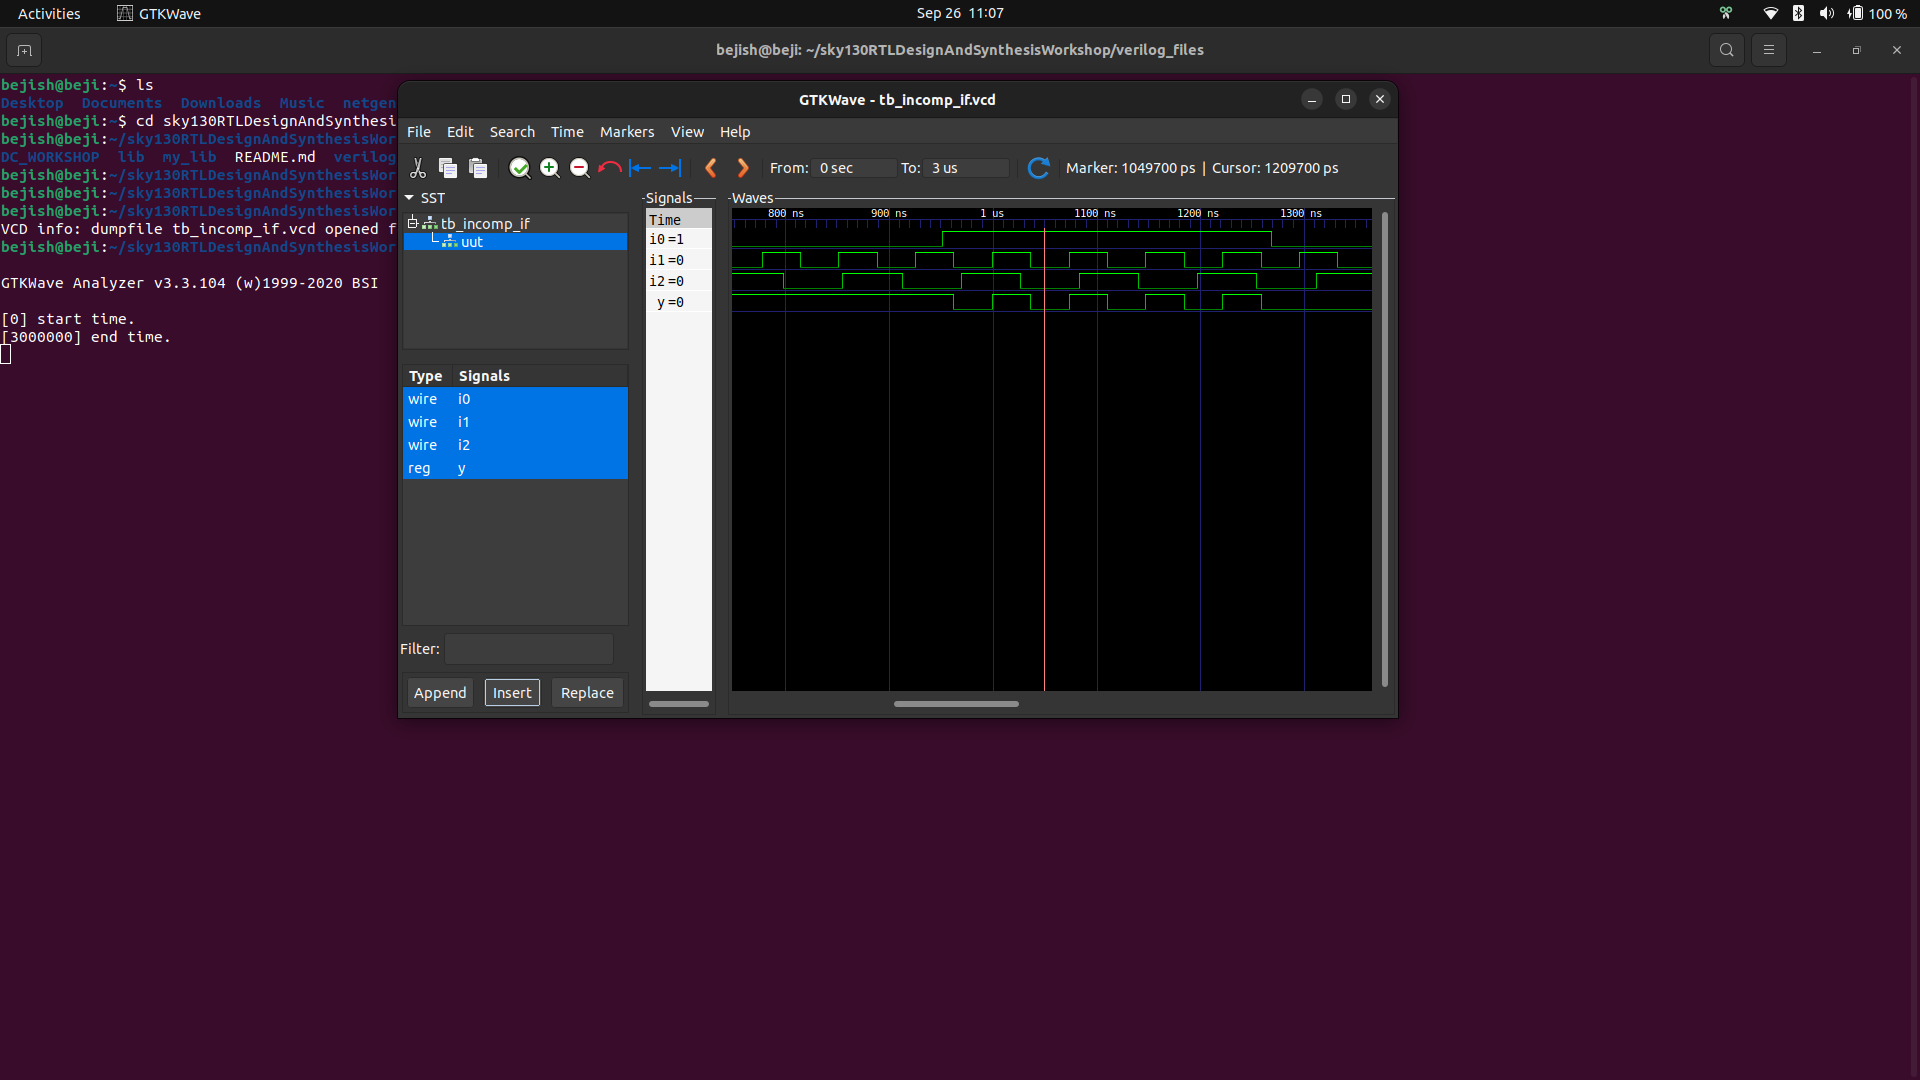 Activities GTKWave Sep 26 11:07 100 %
bejish@beji: ~/sky130RTLDesignAndSynthesisWorkshop/verilog_files
bejish@beji:~$ ls
Desktop Documents Downloads Music netgen
bejish@beji:~$ cd sky130RTLDesignAndSynthesi
bejish@beji:~/sky130RTLDesignAndSynthesisWor
DC_WORKSHOP lib my_lib README.md verilog
bejish@beji:~/sky130RTLDesignAndSynthesisWor
bejish@beji:~/sky130RTLDesignAndSynthesisWor
bejish@beji:~/sky130RTLDesignAndSynthesisWor
VCD info: dumpfile tb_incomp_if.vcd opened f
bejish@beji:~/sky130RTLDesignAndSynthesisWor
GTKWave Analyzer v3.3.104 (w)1999-2020 BSI
[0] start time.
[3000000] end time.
GTKWave - tb_incomp_if.vcd
File Edit Search Time Markers View Help
From: 0 sec To: 3 us Marker: 1049700 ps | Cursor: 1209700 ps
SST
tb_incomp_if
uut
Type Signals
wire i0
wire i1
wire i2
reg y
Filter:
Append Insert Replace
Signals
Time
i0=1
i1=0
i2=0
y=0
Waves
800 ns 900 ns 1 us 1100 ns 1200 ns 1300 ns